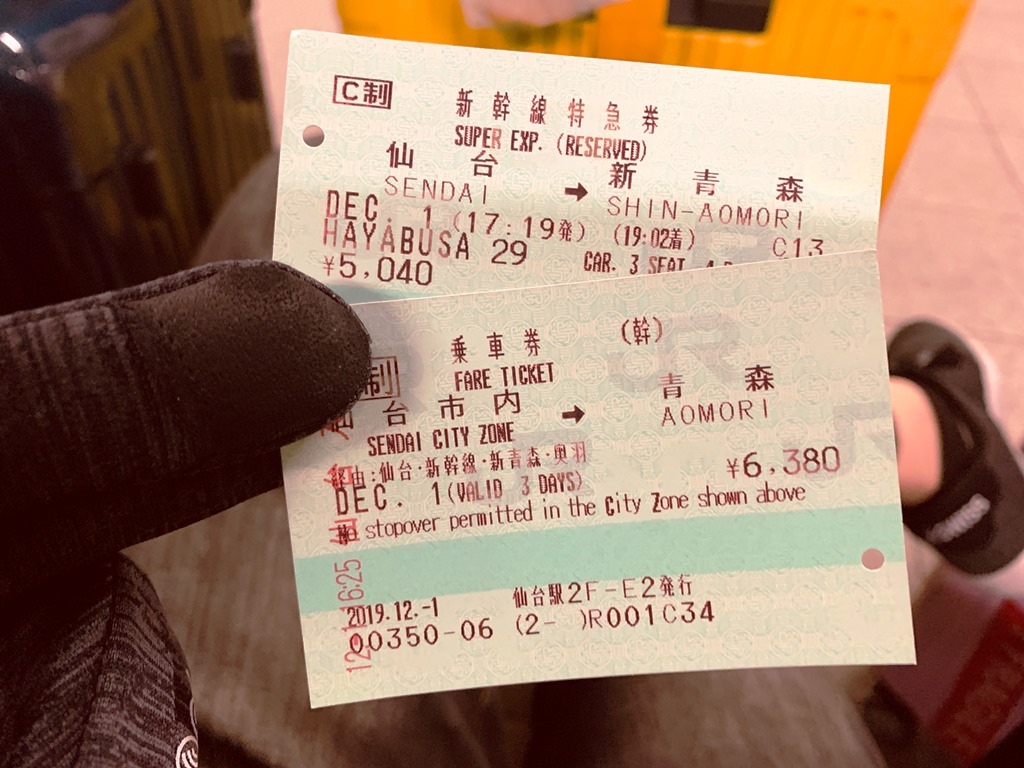 C制
新幹線特急券
SUPER EXP. (RESERVED)
仙台 → 新青森
SENDAI SHIN-AOMORI
DEC. 1 (17:19発) (19:02着) C13
HAYABUSA 29 CAR. 3 SEAT
¥5,040
乗車券 (幹)
制
FARE TICKET
仙台市内 → 青森
SENDAI CITY ZONE AOMORI
経由:仙台・新幹線・新青森・奥羽
DEC. 1 (VALID 3 DAYS) ¥6,380
No stopover permitted in the City Zone shown above
2019.12.-1 仙台駅2F-E2発行
00350-06 (2- )R001C34